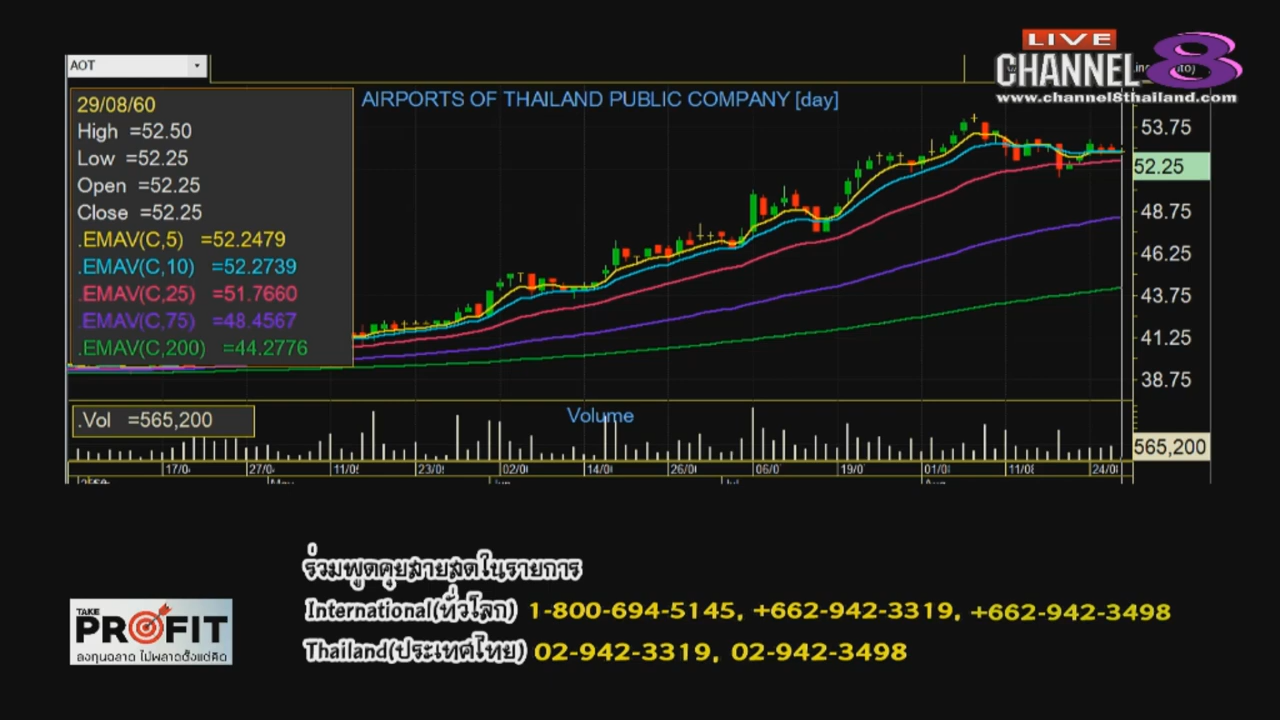 AOT
LIVE
CHANNEL 8
www.channel8thailand.com
29/08/60
High =52.50
Low =52.25
Open =52.25
Close =52.25
.EMAV(C,5) =52.2479
.EMAV(C,10) =52.2739
.EMAV(C,25) =51.7660
.EMAV(C,75) =48.4567
.EMAV(C,200) =44.2776
AIRPORTS OF THAILAND PUBLIC COMPANY [day]
53.75
52.25
48.75
46.25
43.75
41.25
38.75
.Vol =565,200
Volume
565,200
17/0 27/0 11/0 23/0 02/0 14/0 26/0 06/0 19/0 01/0 11/0 24/0
ร่วมพูดคุยสายสดในรายการ
International(ทั่วโลก) 1-800-694-5145, +662-942-3319, +662-942-3498
Thailand(ประเทศไทย) 02-942-3319, 02-942-3498
TAKE
PROFIT
ลงทุนฉลาด ไม่พลาดตั้งแต่คิด